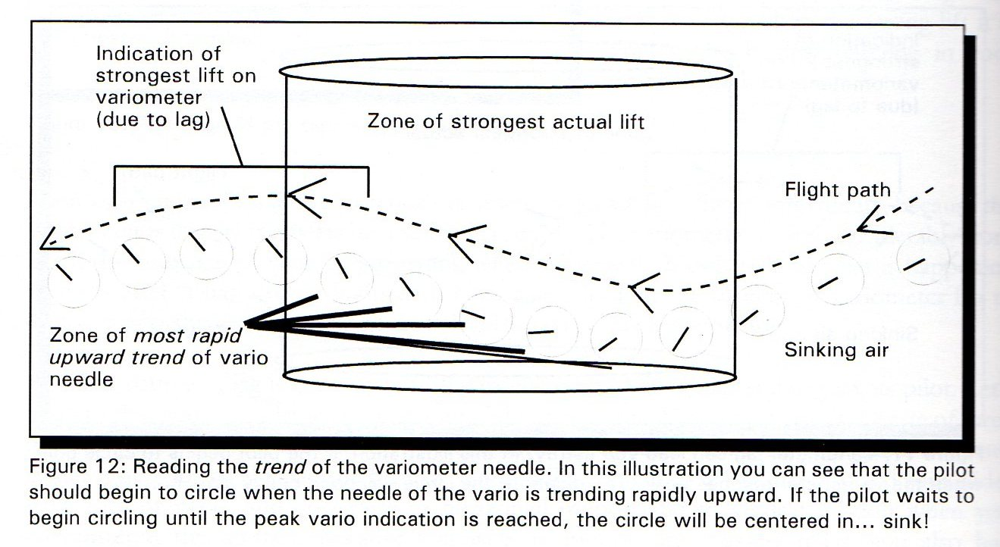 Indication of
strongest lift on
variometer
(due to lag)
Zone of strongest actual lift
Flight path
Zone of most rapid
upward trend of vario
needle
Sinking air
Figure 12: Reading the trend of the variometer needle. In this illustration you can see that the pilot
should begin to circle when the needle of the vario is trending rapidly upward. If the pilot waits to
begin circling until the peak vario indication is reached, the circle will be centered in... sink!